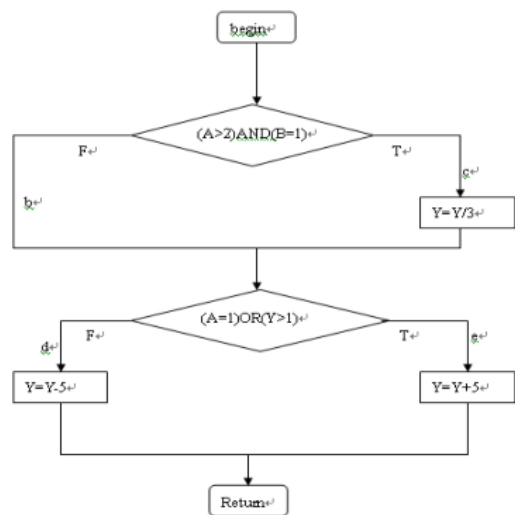 begin↵
(A>2)AND(B=1)↵
F↵
T↵
c↵
b↵
Y=Y/3↵
(A=1)OR(Y>1)↵
F↵
T↵
d↵
e↵
Y=Y-5↵
Y=Y+5↵
Return↵